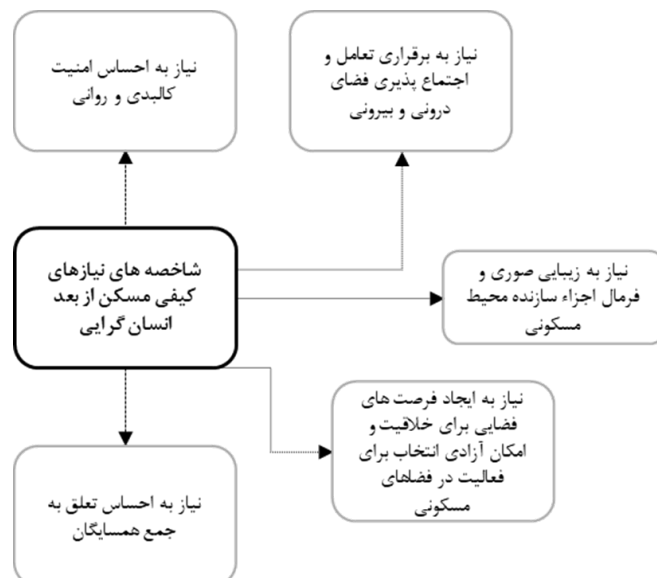 نیاز به احساس امنیت
کالبدی و روانی
نیاز به برقراری تعامل و
اجتماع پذیری فضای
درونی و بیرونی
شاخصه های نیازهای
کیفی مسکن از بعد
انسان گرایی
نیاز به زیبایی صوری و
فرمال اجزاء سازنده محیط
مسکونی
نیاز به ایجاد فرصت های
فضایی برای خلاقیت و
امکان آزادی انتخاب برای
فعالیت در فضاهای
مسکونی
نیاز به احساس تعلق به
جمع همسایگان